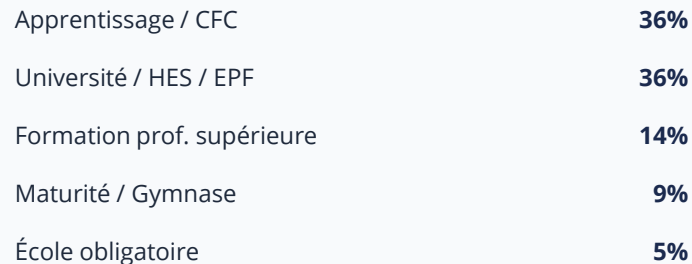 Apprentissage / CFC 36%
Université / HES / EPF 36%
Formation prof. supérieure 14%
Maturité / Gymnase 9%
École obligatoire 5%